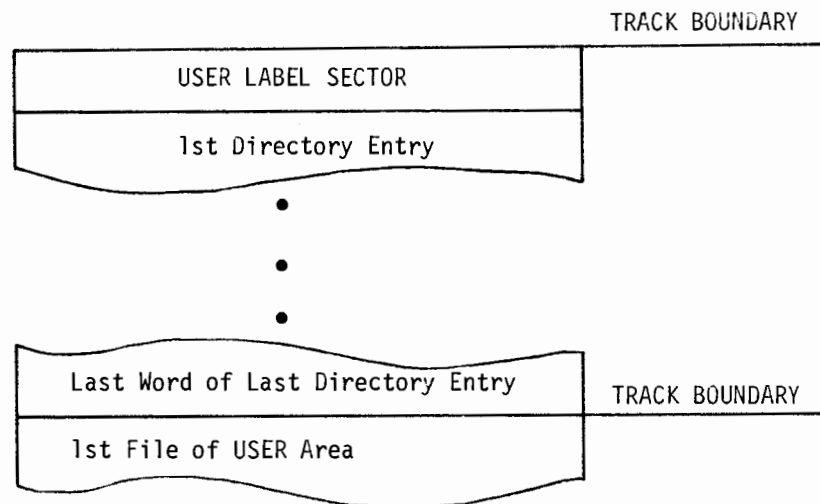 TRACK BOUNDARY
USER LABEL SECTOR
1st Directory Entry
Last Word of Last Directory Entry
TRACK BOUNDARY
1st File of USER Area